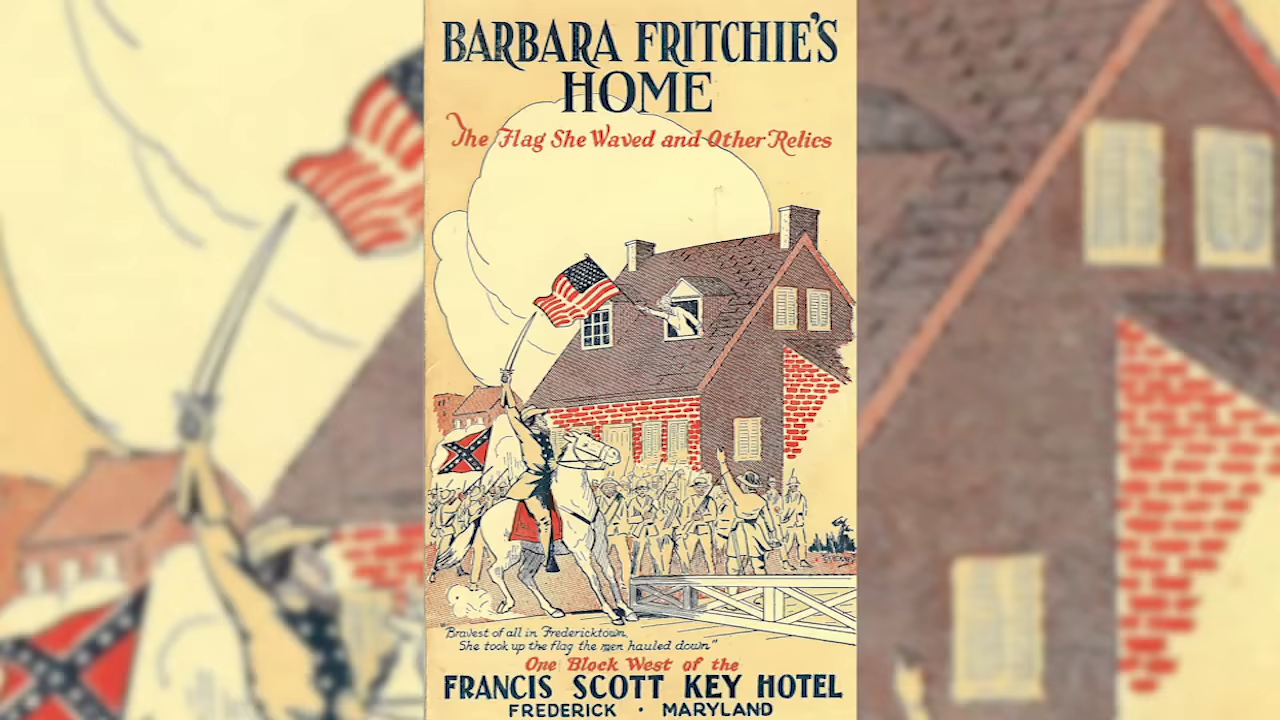 BARBARA FRITCHIE'S
HOME
The Flag She Waved and Other Relics
"Bravest of all in Fredericktown,
She took up the flag the men hauled down"
One Block West of the
FRANCIS SCOTT KEY HOTEL
FREDERICK · MARYLAND